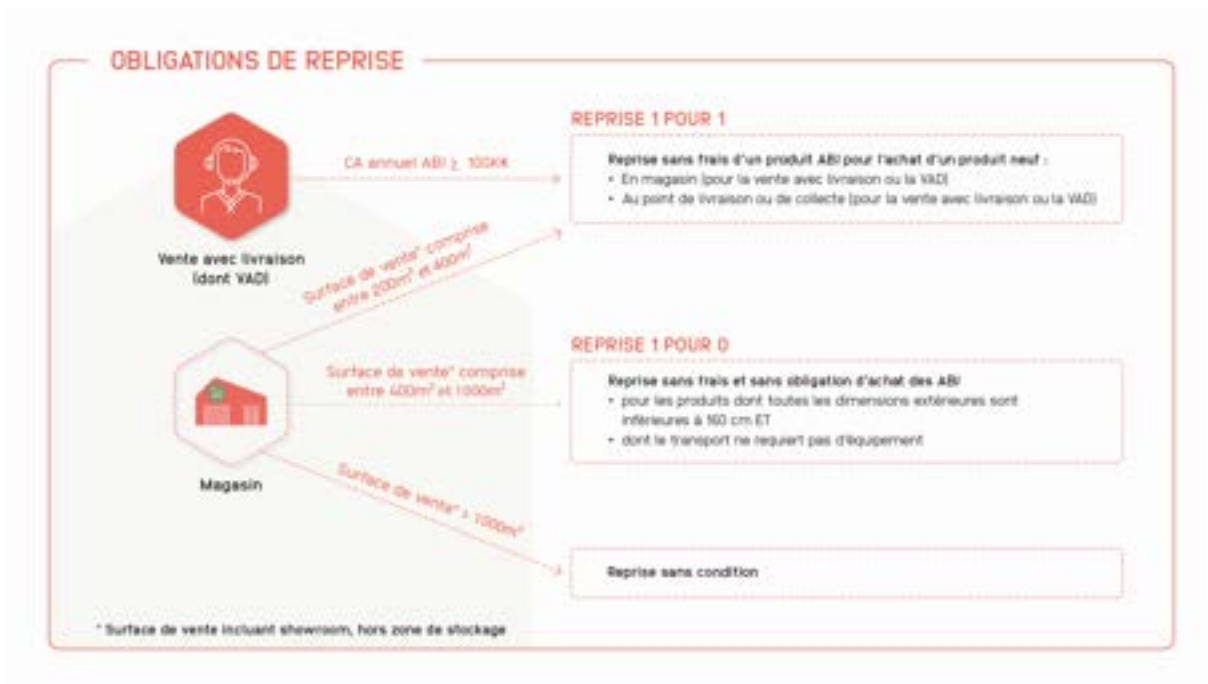 OBLIGATIONS DE REPRISE
REPRISE 1 POUR 1
CA annuel ABI ≥ 100K€
Reprise sans frais d'un produit ABI pour l'achat d'un produit neuf :
• En magasin (pour la vente avec livraison ou la VAD)
• Au point de livraison ou de collecte (pour la vente avec livraison ou la VAD)
Vente avec livraison
(dont VAD)
Surface de vente* comprise
entre 200m² et 400m²
REPRISE 1 POUR 0
Surface de vente* comprise
entre 400m² et 1000m²
Reprise sans frais et sans obligation d'achat des ABI
• pour les produits dont toutes les dimensions extérieures sont
inférieures à 160 cm ET
• dont le transport ne requiert pas d'équipement
Magasin
Surface de vente* ≥ 1000m²
Reprise sans condition
* Surface de vente incluant showroom, hors zone de stockage